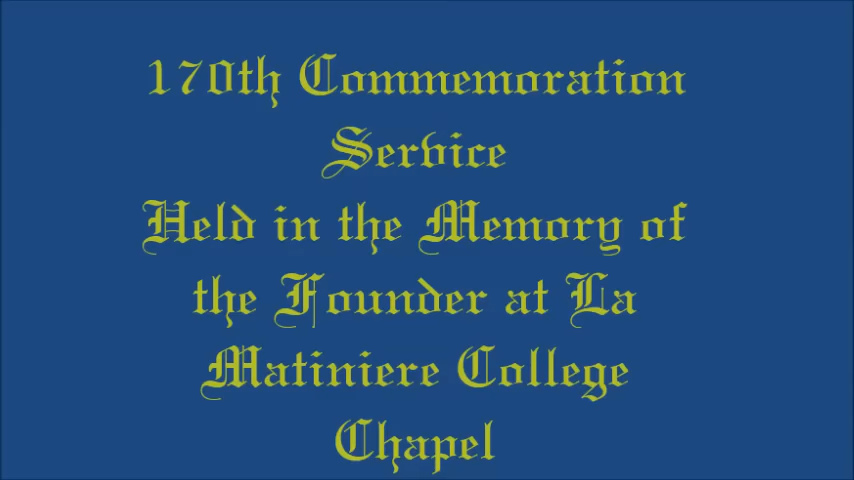 170th Commemoration
Service
Held in the Memory of
the Founder at La
Matiniere College
Chapel